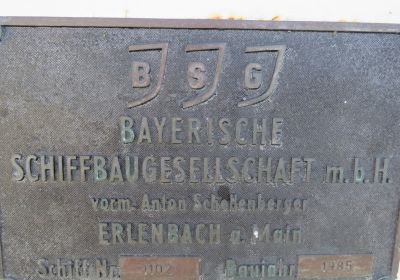 BSG
BAYERISCHE
SCHIFFBAUGESELLSCHAFT m.b.H.
vorm. Anton Schellenberger
ERLENBACH a. Main
Schiff Nr. 1102 Baujahr 1985